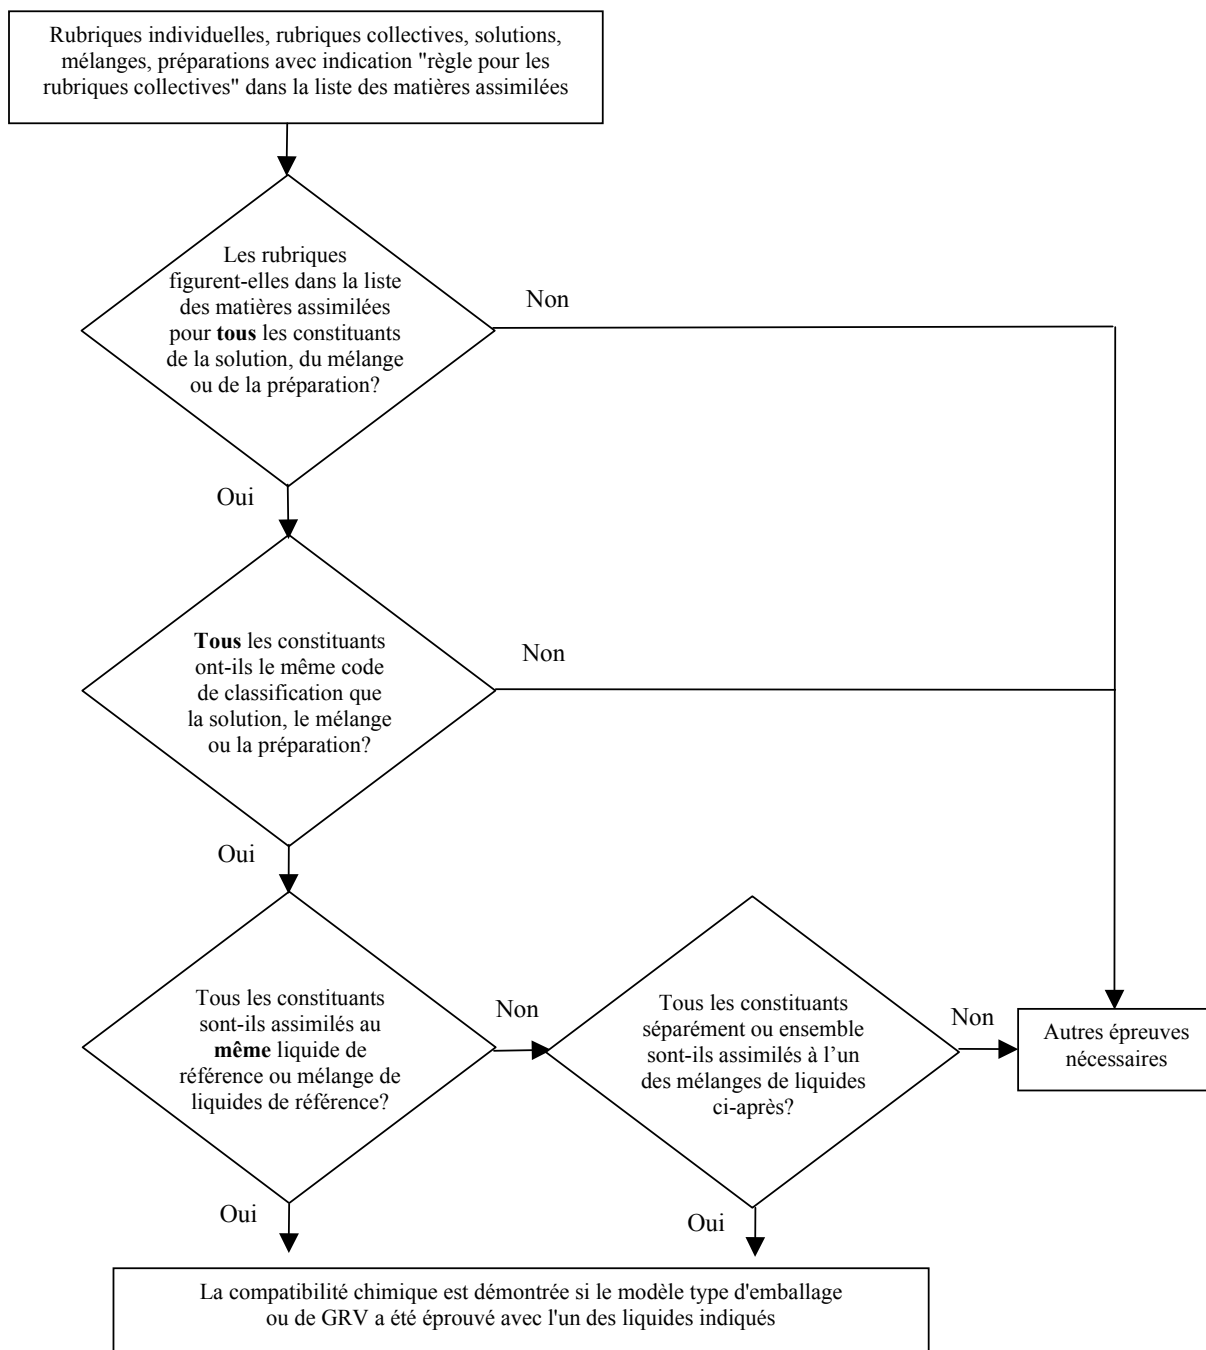 Rubriques individuelles, rubriques collectives, solutions,
mélanges, préparations avec indication "règle pour les
rubriques collectives" dans la liste des matières assimilées
Les rubriques
figurent-elles dans la liste
des matières assimilées
pour tous les constituants
de la solution, du mélange
ou de la préparation?
Non
Oui
Tous les constituants
ont-ils le même code
de classification que
la solution, le mélange
ou la préparation?
Non
Oui
Tous les constituants
sont-ils assimilés au
même liquide de
référence ou mélange de
liquides de référence?
Non
Tous les constituants
séparément ou ensemble
sont-ils assimilés à l'un
des mélanges de liquides
ci-après?
Non
Autres épreuves
nécessaires
Oui
Oui
La compatibilité chimique est démontrée si le modèle type d'emballage
ou de GRV a été éprouvé avec l'un des liquides indiqués